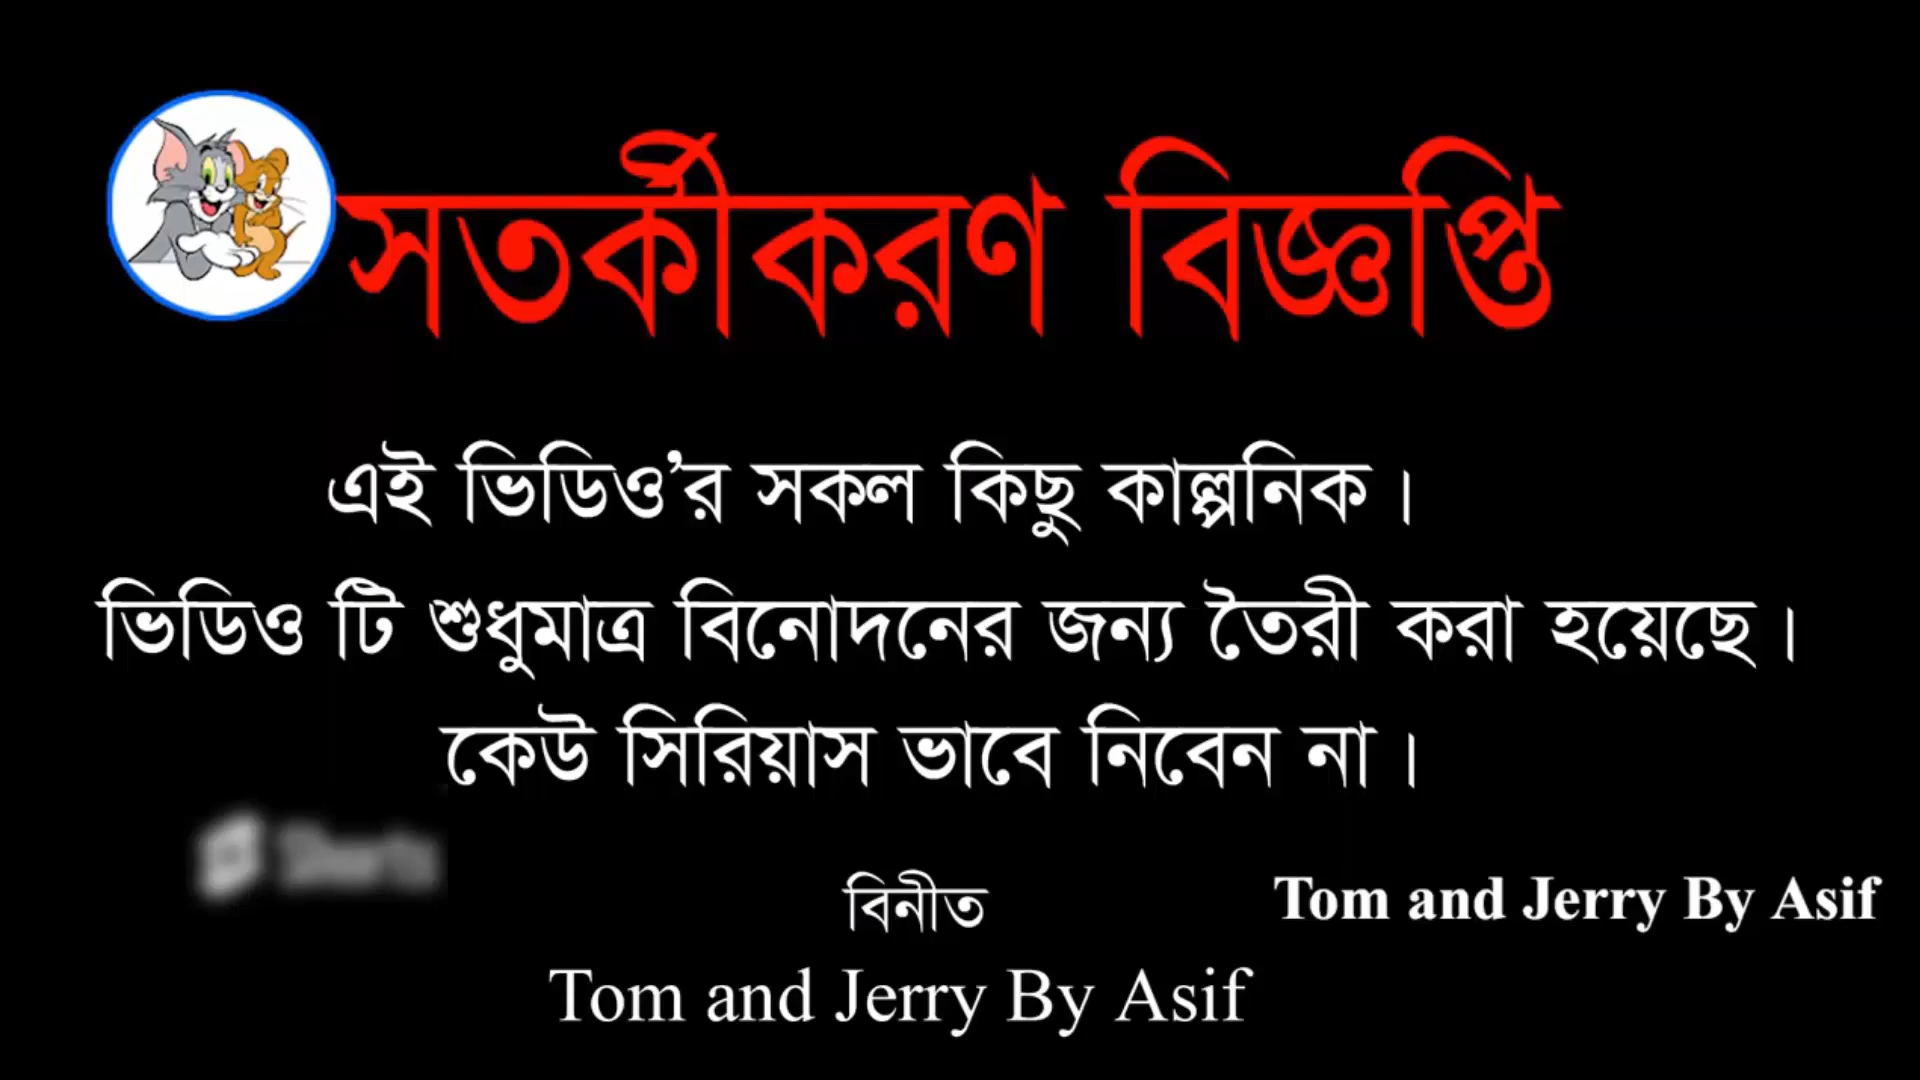 সতর্কীকরণ বিজ্ঞপ্তি
এই ভিডিও’র সকল কিছু কাল্পনিক।
ভিডিও টি শুধুমাত্র বিনোদনের জন্য তৈরী করা হয়েছে।
কেউ সিরিয়াস ভাবে নিবেন না।
Shorts
বিনীত
Tom and Jerry By Asif
Tom and Jerry By Asif